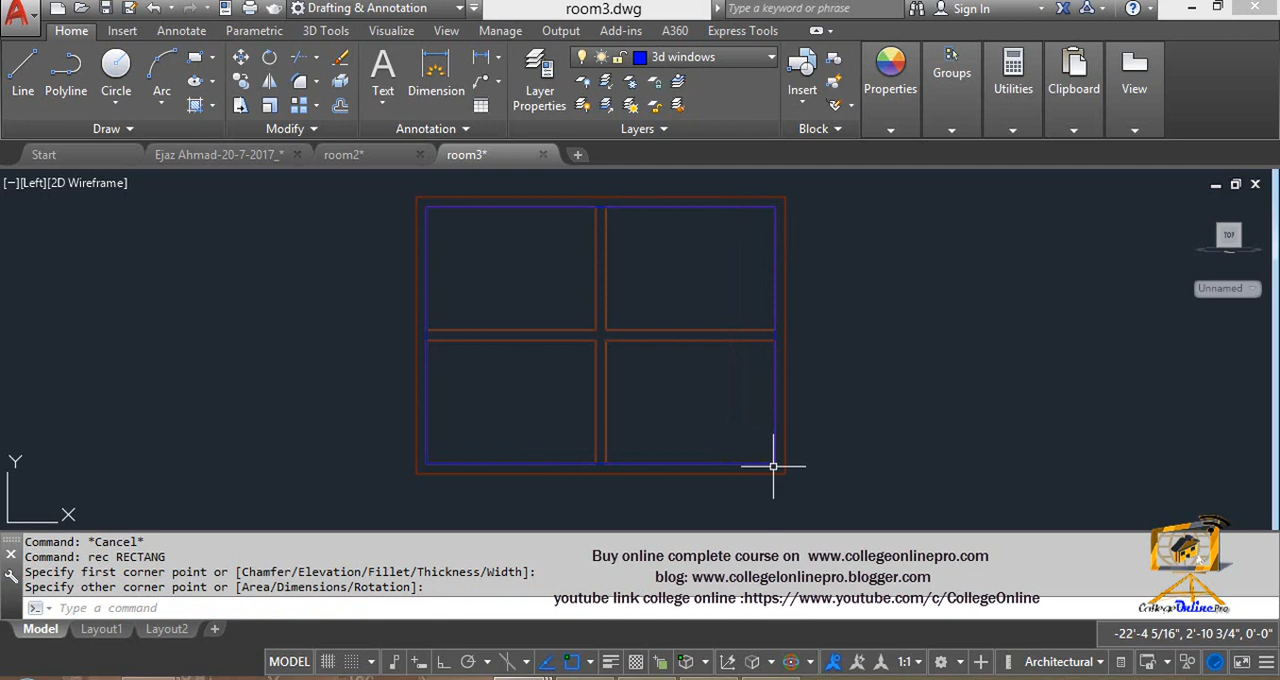 Drafting & Annotation
room3.dwg
Type a keyword or phrase
Sign In
Home
Insert
Annotate
Parametric
3D Tools
Visualize
View
Manage
Output
Add-ins
A360
Express Tools
Line
Polyline
Circle
Arc
Text
Dimension
Layer
Properties
3d windows
Insert
Properties
Groups
Utilities
Clipboard
View
Draw
Modify
Annotation
Layers
Block
Start
Ejaz Ahmad-20-7-2017_*
room2*
room3*
[−][Left][2D Wireframe]
TOP
Unnamed
Y
X
Command: *Cancel*
Command: rec RECTANG
Specify first corner point or [Chamfer/Elevation/Fillet/Thickness/Width]:
Specify other corner point or [Area/Dimensions/Rotation]:
Type a command
Buy online complete course on www.collegeonlinepro.com
blog: www.collegelonlinepro.blogger.com
youtube link college online :https://www.youtube.com/c/CollegeOnline
CollegeOnlinePro
Model
Layout1
Layout2
-22'-4 5/16", 2'-10 3/4", 0'-0"
MODEL
1:1
Architectural